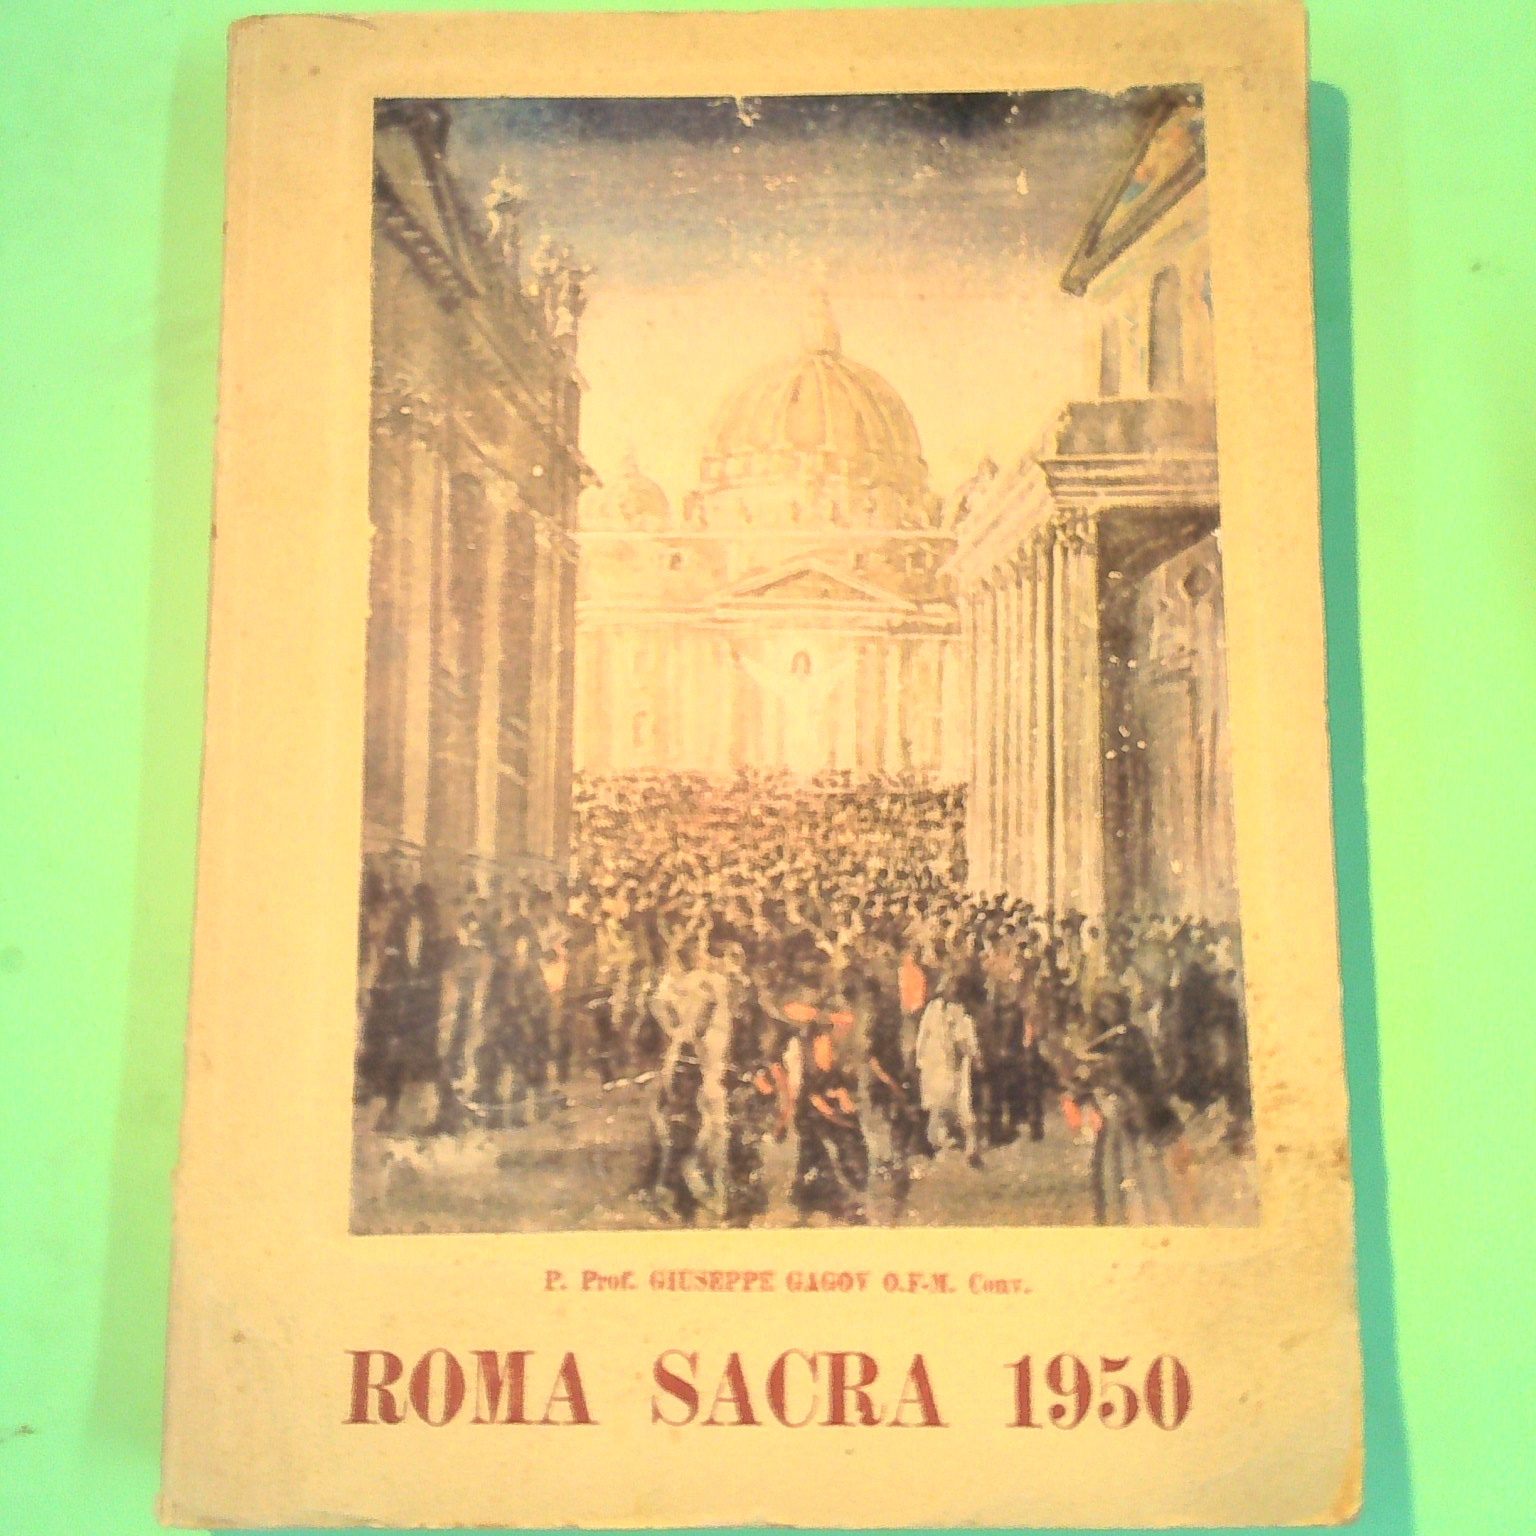 P. Prof. GIUSEPPE GAGOV O.F.M. Conv.
ROMA SACRA 1950